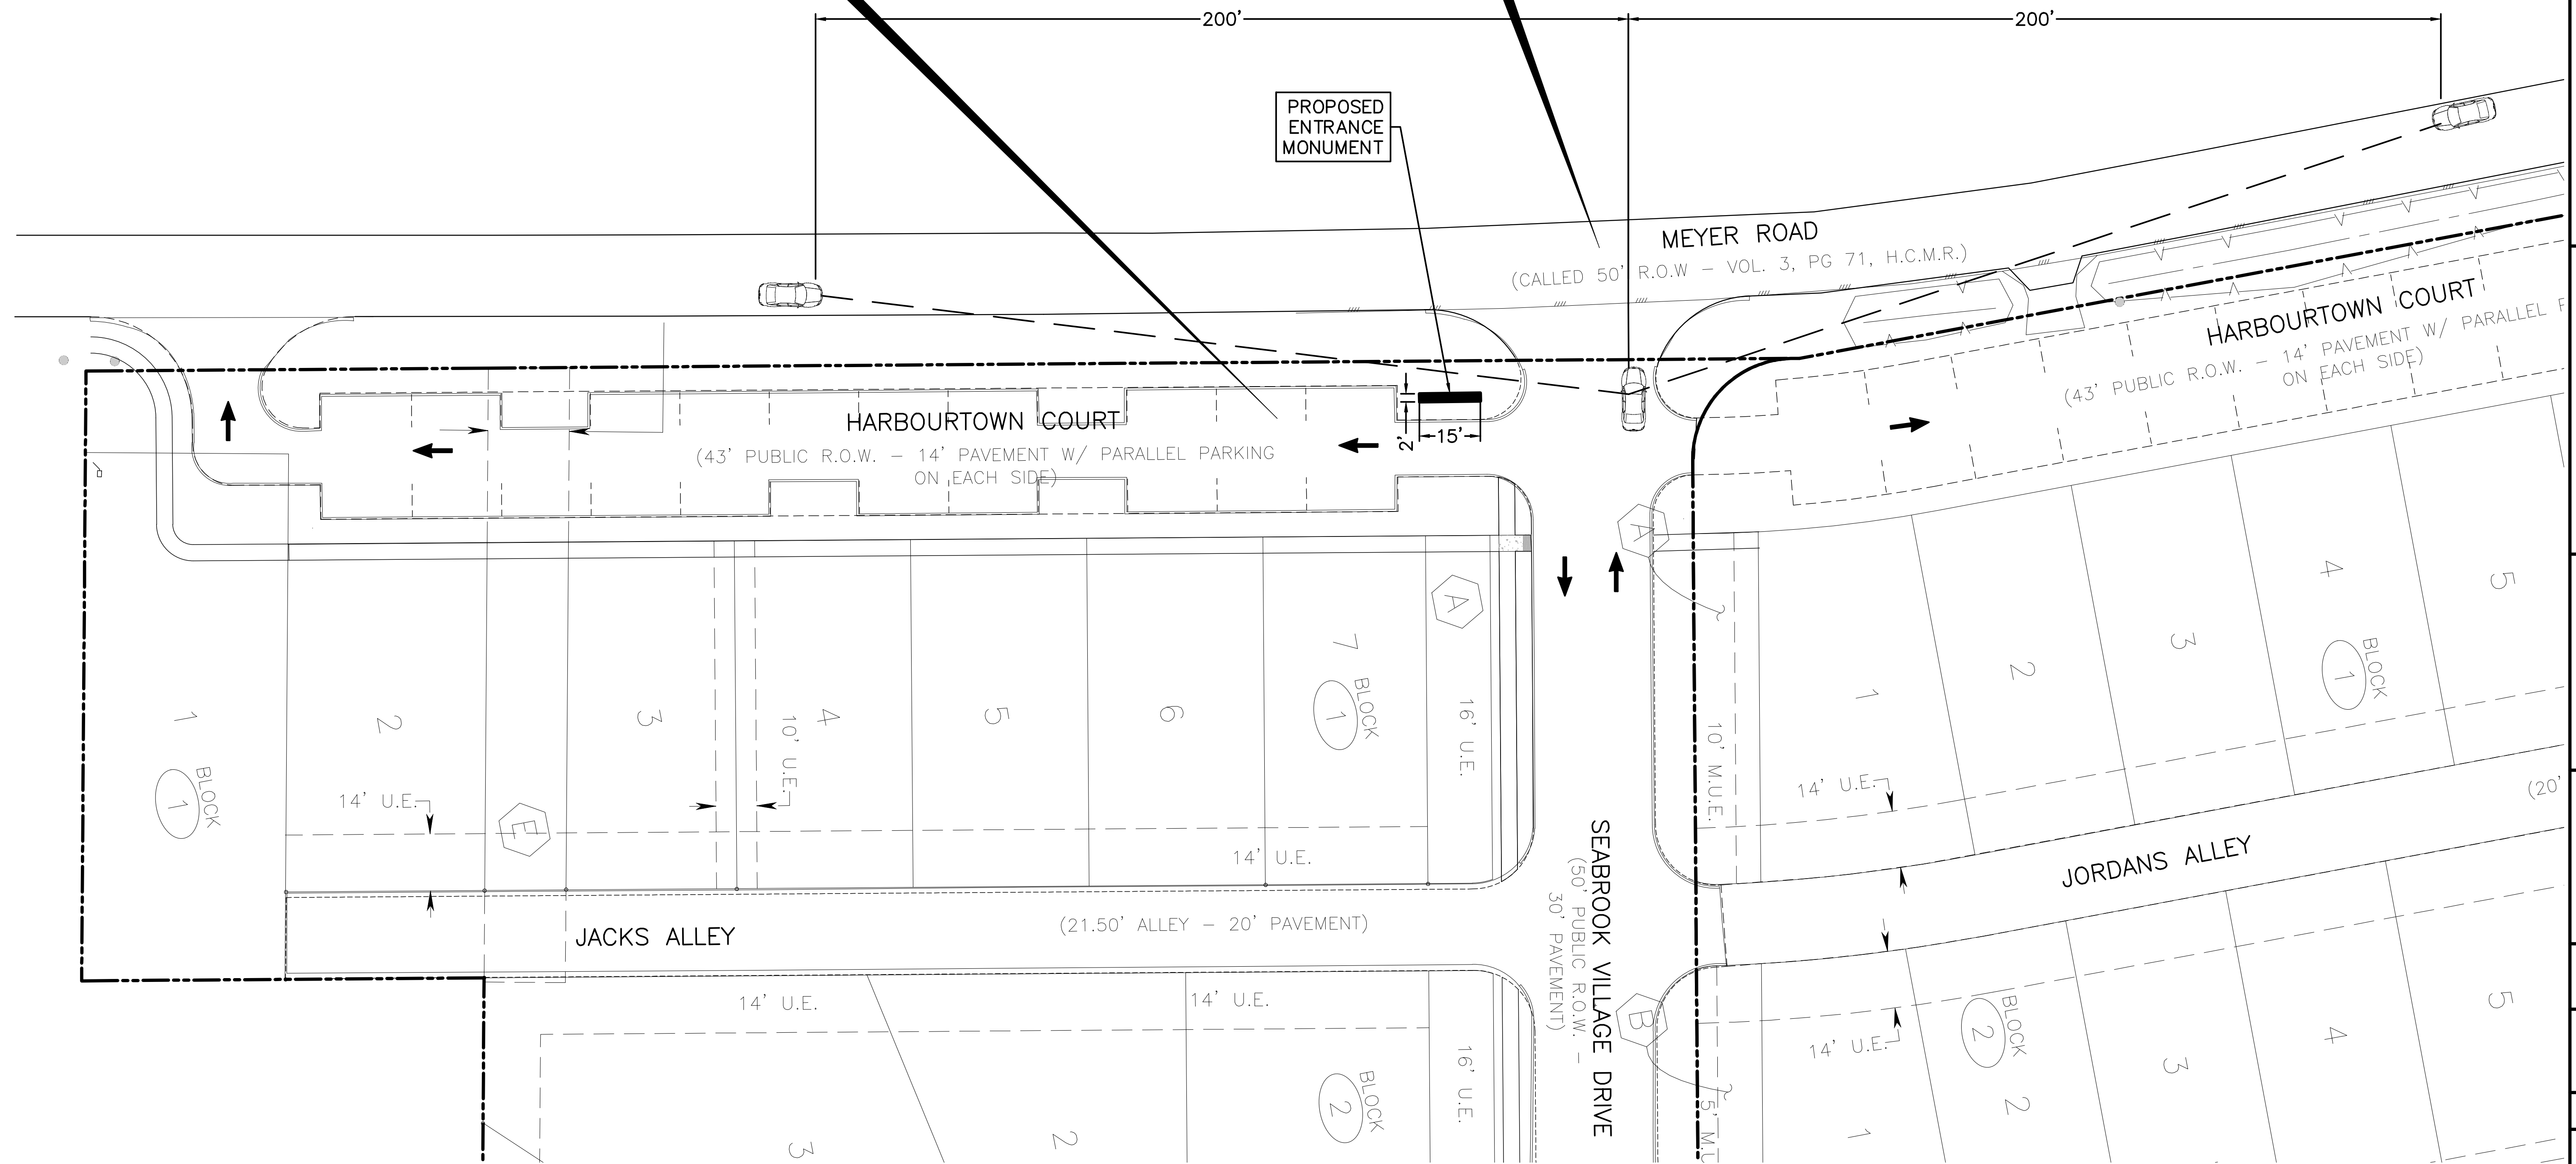 200'
200'
PROPOSED
ENTRANCE
MONUMENT
MEYER ROAD
(CALLED 50' R.O.W - VOL. 3, PG 71, H.C.M.R.)
HARBOURTOWN COURT
(43' PUBLIC R.O.W. - 14' PAVEMENT W/ PARALLEL PARKING
ON EACH SIDE)
2'
15'
HARBOURTOWN COURT
(43' PUBLIC R.O.W. - 14' PAVEMENT W/ PARALLEL
ON EACH SIDE)
A
A
1
BLOCK
1
2
14' U.E.
E
3
10' U.E.
4
5
6
7
BLOCK
1
16' U.E.
14' U.E.
10' M.U.E.
1
2
3
4
5
BLOCK
1
14' U.E.
JACKS ALLEY
(21.50' ALLEY - 20' PAVEMENT)
SEABROOK VILLAGE DRIVE
(50' PUBLIC R.O.W. -
30' PAVEMENT)
JORDANS ALLEY
(20'
14' U.E.
14' U.E.
16' U.E.
3
2
BLOCK
2
B
5' M.U
14' U.E.
BLOCK
2
1
2
3
4
5